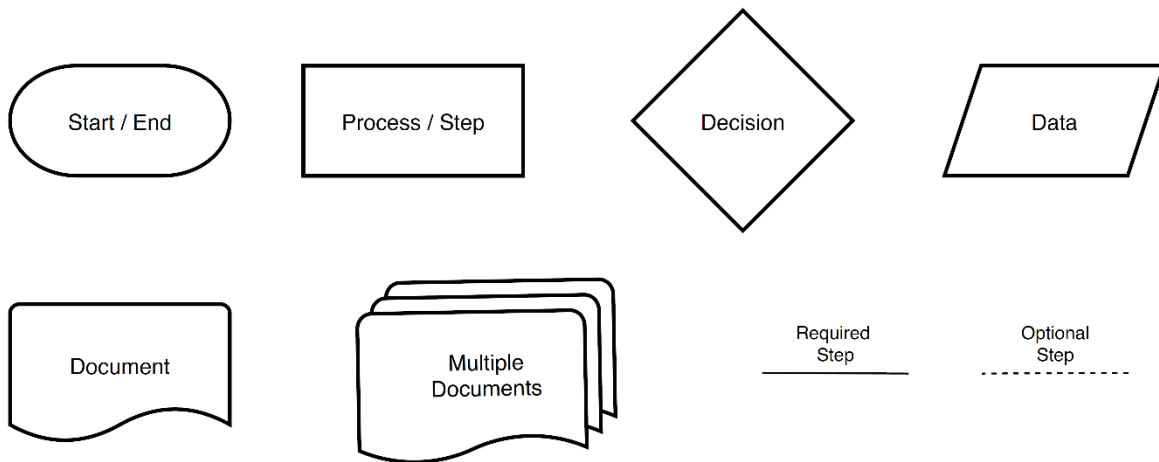 Start / End
Process / Step
Decision
Data
Document
Multiple
Documents
Required
Step
Optional
Step